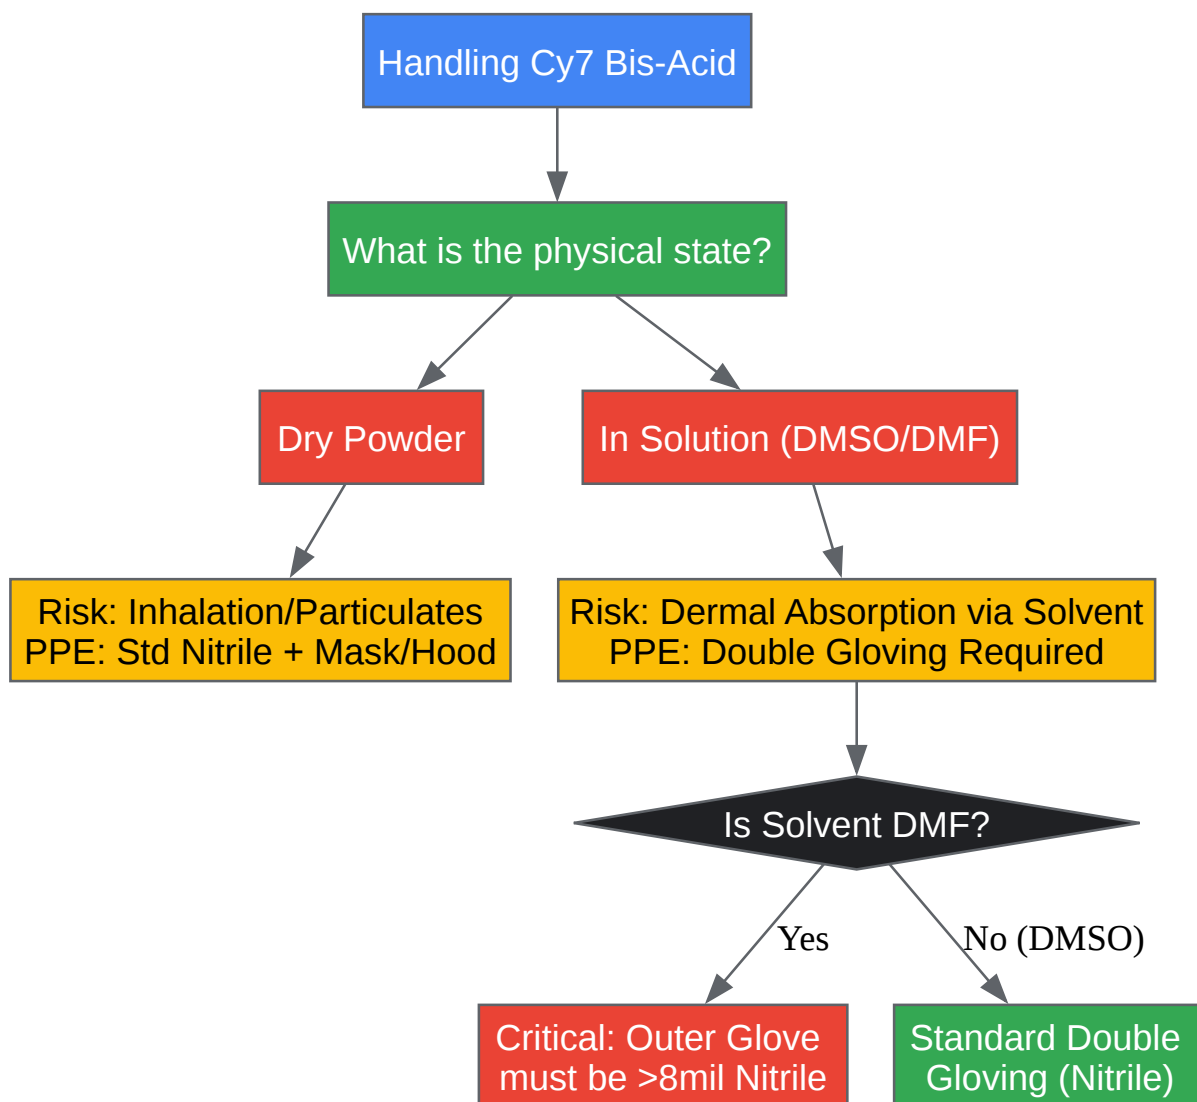 Handling Cy7 Bis-Acid
What is the physical state?
Dry Powder
In Solution (DMSO/DMF)
Risk: Inhalation/Particulates
PPE: Std Nitrile + Mask/Hood
Risk: Dermal Absorption via Solvent
PPE: Double Gloving Required
Is Solvent DMF?
Yes
No (DMSO)
Critical: Outer Glove
must be >8mil Nitrile
Standard Double
Gloving (Nitrile)